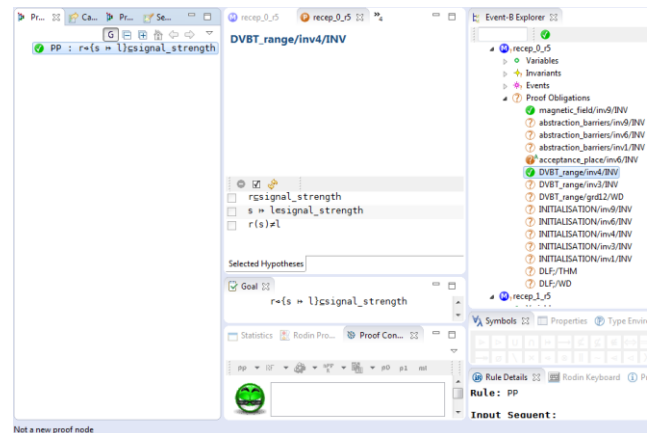 Pr...
Ca...
Pr...
Se...
G
PP : r⩤{s ↦ l}⊆signal_strength
recep_0_r5
recep_0_r5
»4
DVBT_range/inv4/INV
r⊆signal_strength
s ↦ l∈signal_strength
r(s)≠l
Selected Hypotheses
Goal
r{s ↦ l}⊆signal_strength
Statistics
Rodin Pro...
Proof Con...
pp
p0
p1
ml
Event-B Explorer
recep_0_r5
Variables
Invariants
Events
Proof Obligations
magnetic_field/inv9/INV
abstraction_barriers/inv9/INV
abstraction_barriers/inv6/INV
abstraction_barriers/inv1/INV
acceptance_place/inv6/INV
DVBT_range/inv4/INV
DVBT_range/inv3/INV
DVBT_range/grd12/WD
INITIALISATION/inv9/INV
INITIALISATION/inv6/INV
INITIALISATION/inv4/INV
INITIALISATION/inv3/INV
INITIALISATION/inv1/INV
DLF;/THM
DLF;/WD
recep_1_r5
Symbols
Properties
Type Envir
Rule Details
Rodin Keyboard
Rule: PP
Input Sequent:
Not a new proof node